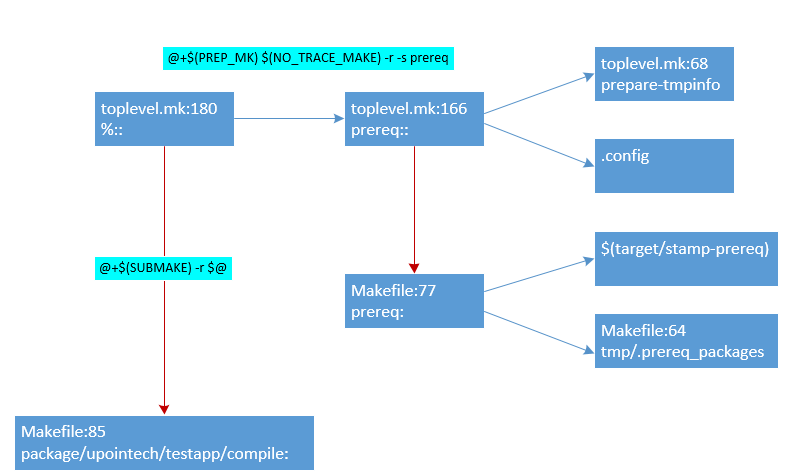 @+$(PREP_MK) $(NO_TRACE_MAKE) -r -s prereq
toplevel.mk:180
%::
toplevel.mk:166
prereq::
toplevel.mk:68
prepare-tmpinfo
.config
@+$(SUBMAKE) -r $@
Makefile:77
prereq:
$(target/stamp-prereq)
Makefile:64
tmp/.prereq_packages
Makefile:85
package/upointech/testapp/compile: